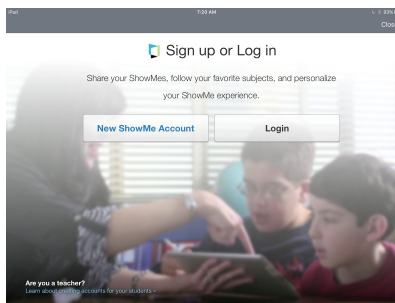 iPad 7:20 AM 93%
Close
Sign up or Log in
Share your ShowMes, follow your favorite subjects, and personalize
your ShowMe experience.
New ShowMe Account Login
Are you a teacher?
Learn about creating accounts for your students